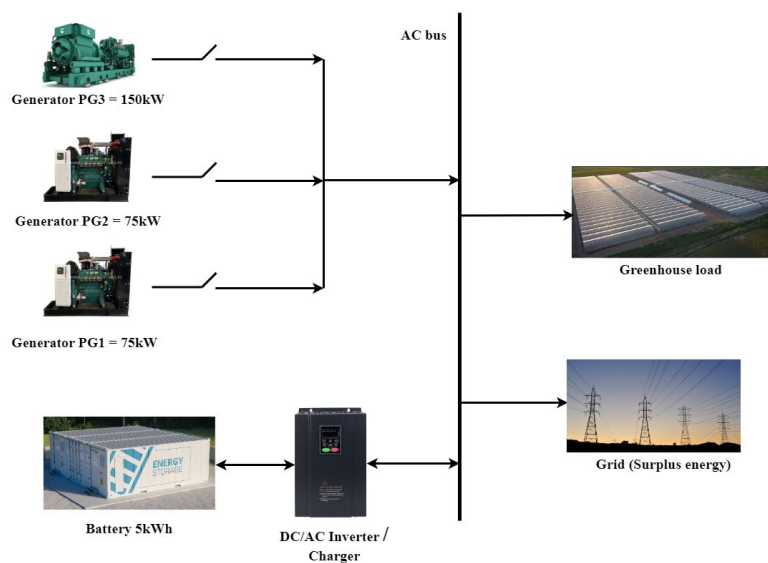 AC bus
Generator PG3 = 150kW
Generator PG2 = 75kW
Greenhouse load
Generator PG1 = 75kW
ENERGY
STORAGE
Grid (Surplus energy)
Battery 5kWh
DC/AC Inverter /
Charger